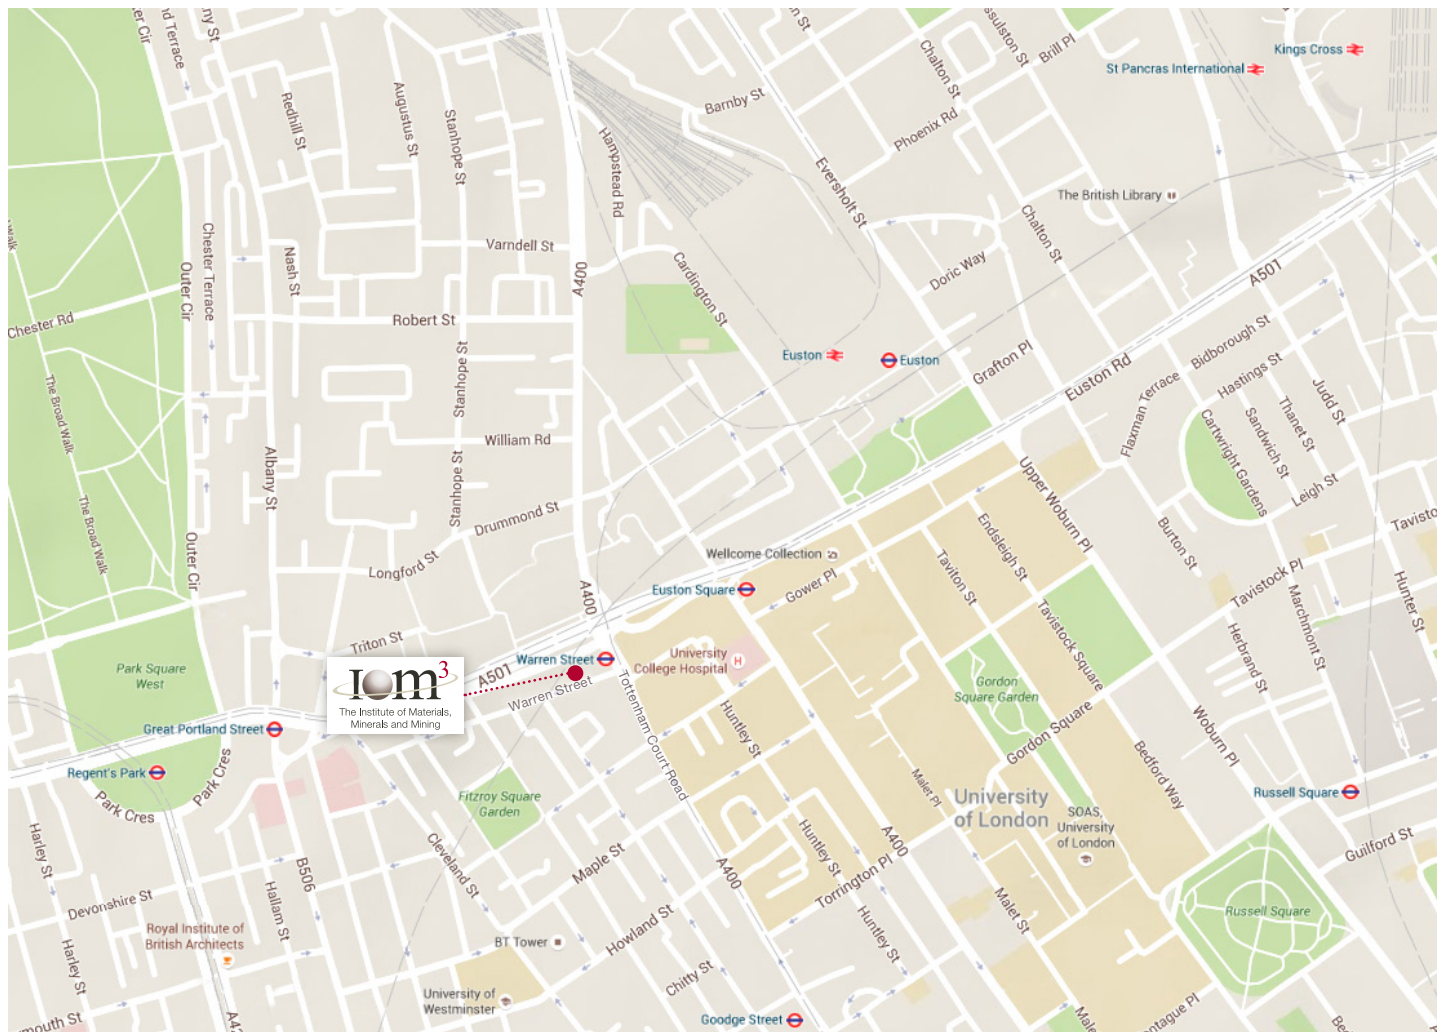 Outer Cir
Chester Terrace
Albany St
Redhill St
Augustus St
Stanhope St
Hampstead Rd
Barnby St
Eversholt St
Chalton St
Phoenix Rd
Brill Pl
St Pancras International
Kings Cross
The British Library
Chalton St
Doric Way
A501
Varndell St
A400
Cardington St
Nash St
Chester Terrace
Outer Cir
Chester Rd
Robert St
Stanhope St
Euston
Euston
Grafton Pl
Euston Rd
Bidborough St
Hastings St
Flaxman Terrace
Judd St
Thanet St
Sandwich St
Cartwright Gardens
Leigh St
The Broad Walk
William Rd
Albany St
Stanhope St
Drummond St
Upper Woburn Pl
Endsleigh St
Burton St
The Broad Walk
Outer Cir
Longford St
Wellcome Collection
Euston Square
Gower Pl
Taviton St
Tavistock Square
Tavistock Pl
Marchmont St
Hunter St
Herbrand St
A400
Triton St
Park Square
West
IOM3
The Institute of Materials,
Minerals and Mining
A501
Warren Street
Warren Street
University
College Hospital
Tottenham Court Road
Gordon
Square Garden
Gordon Square
Woburn Pl
Bedford Way
Great Portland Street
Regent's Park
Park Cres
Park Cres
Huntley St
Malet Pl
University
of London
SOAS,
University
of London
Russell Square
Guilford St
Fitzroy Square
Garden
Cleveland St
Maple St
A400
Huntley St
A400
Torrington Pl
Harley St
B506
Hallam St
Devonshire St
Royal Institute of
British Architects
Harley St
BT Tower
Howland St
Huntley St
Malet St
Russell Square
Chitty St
University of
Westminster
Goodge Street